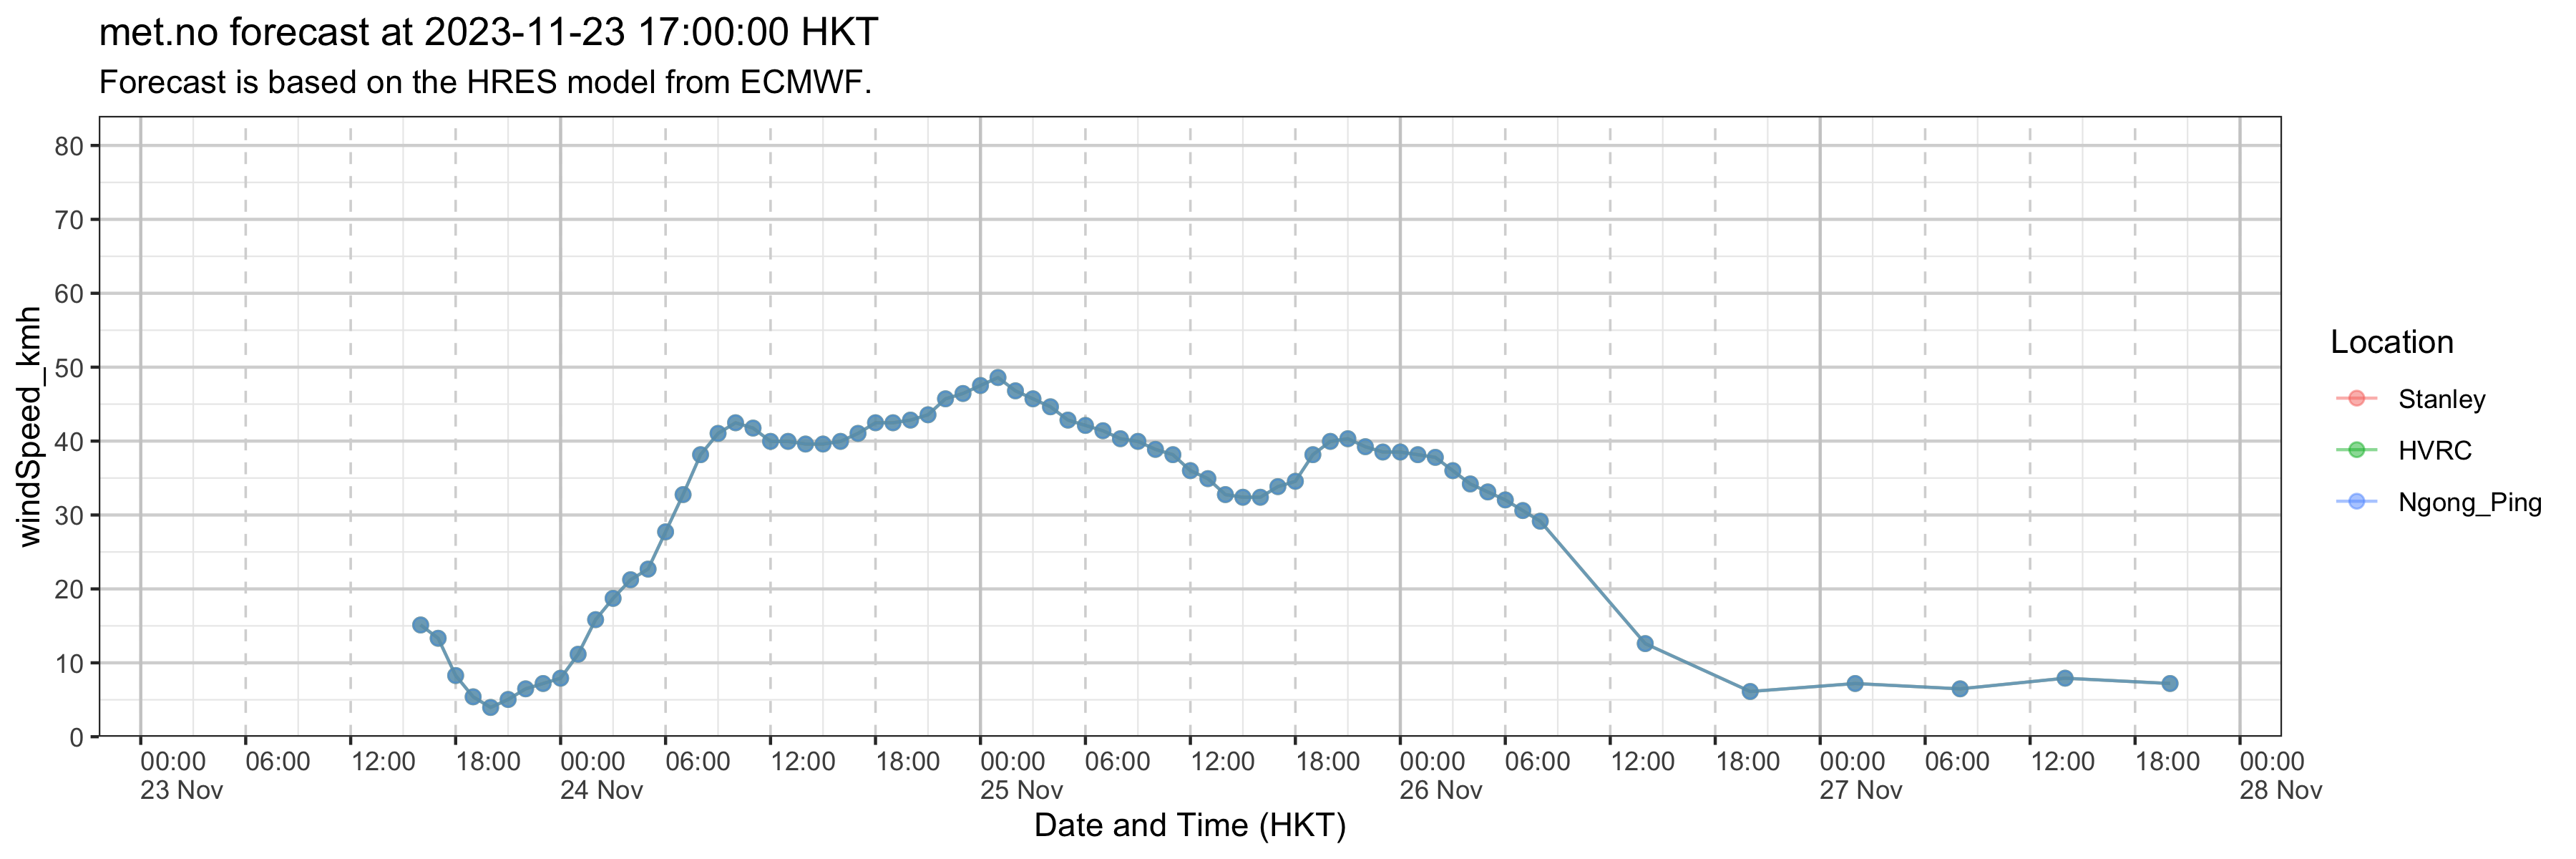 met.no forecast at 2023-11-23 17:00:00 HKT
Forecast is based on the HRES model from ECMWF.
windSpeed_kmh
80
70
60
50
40
30
20
10
0
00:00 06:00 12:00 18:00 00:00 06:00 12:00 18:00 00:00 06:00 12:00 18:00 00:00 06:00 12:00 18:00 00:00 06:00 12:00 18:00 00:00
23 Nov 24 Nov 25 Nov 26 Nov 27 Nov 28 Nov
Date and Time (HKT)
Location
Stanley
HVRC
Ngong_Ping